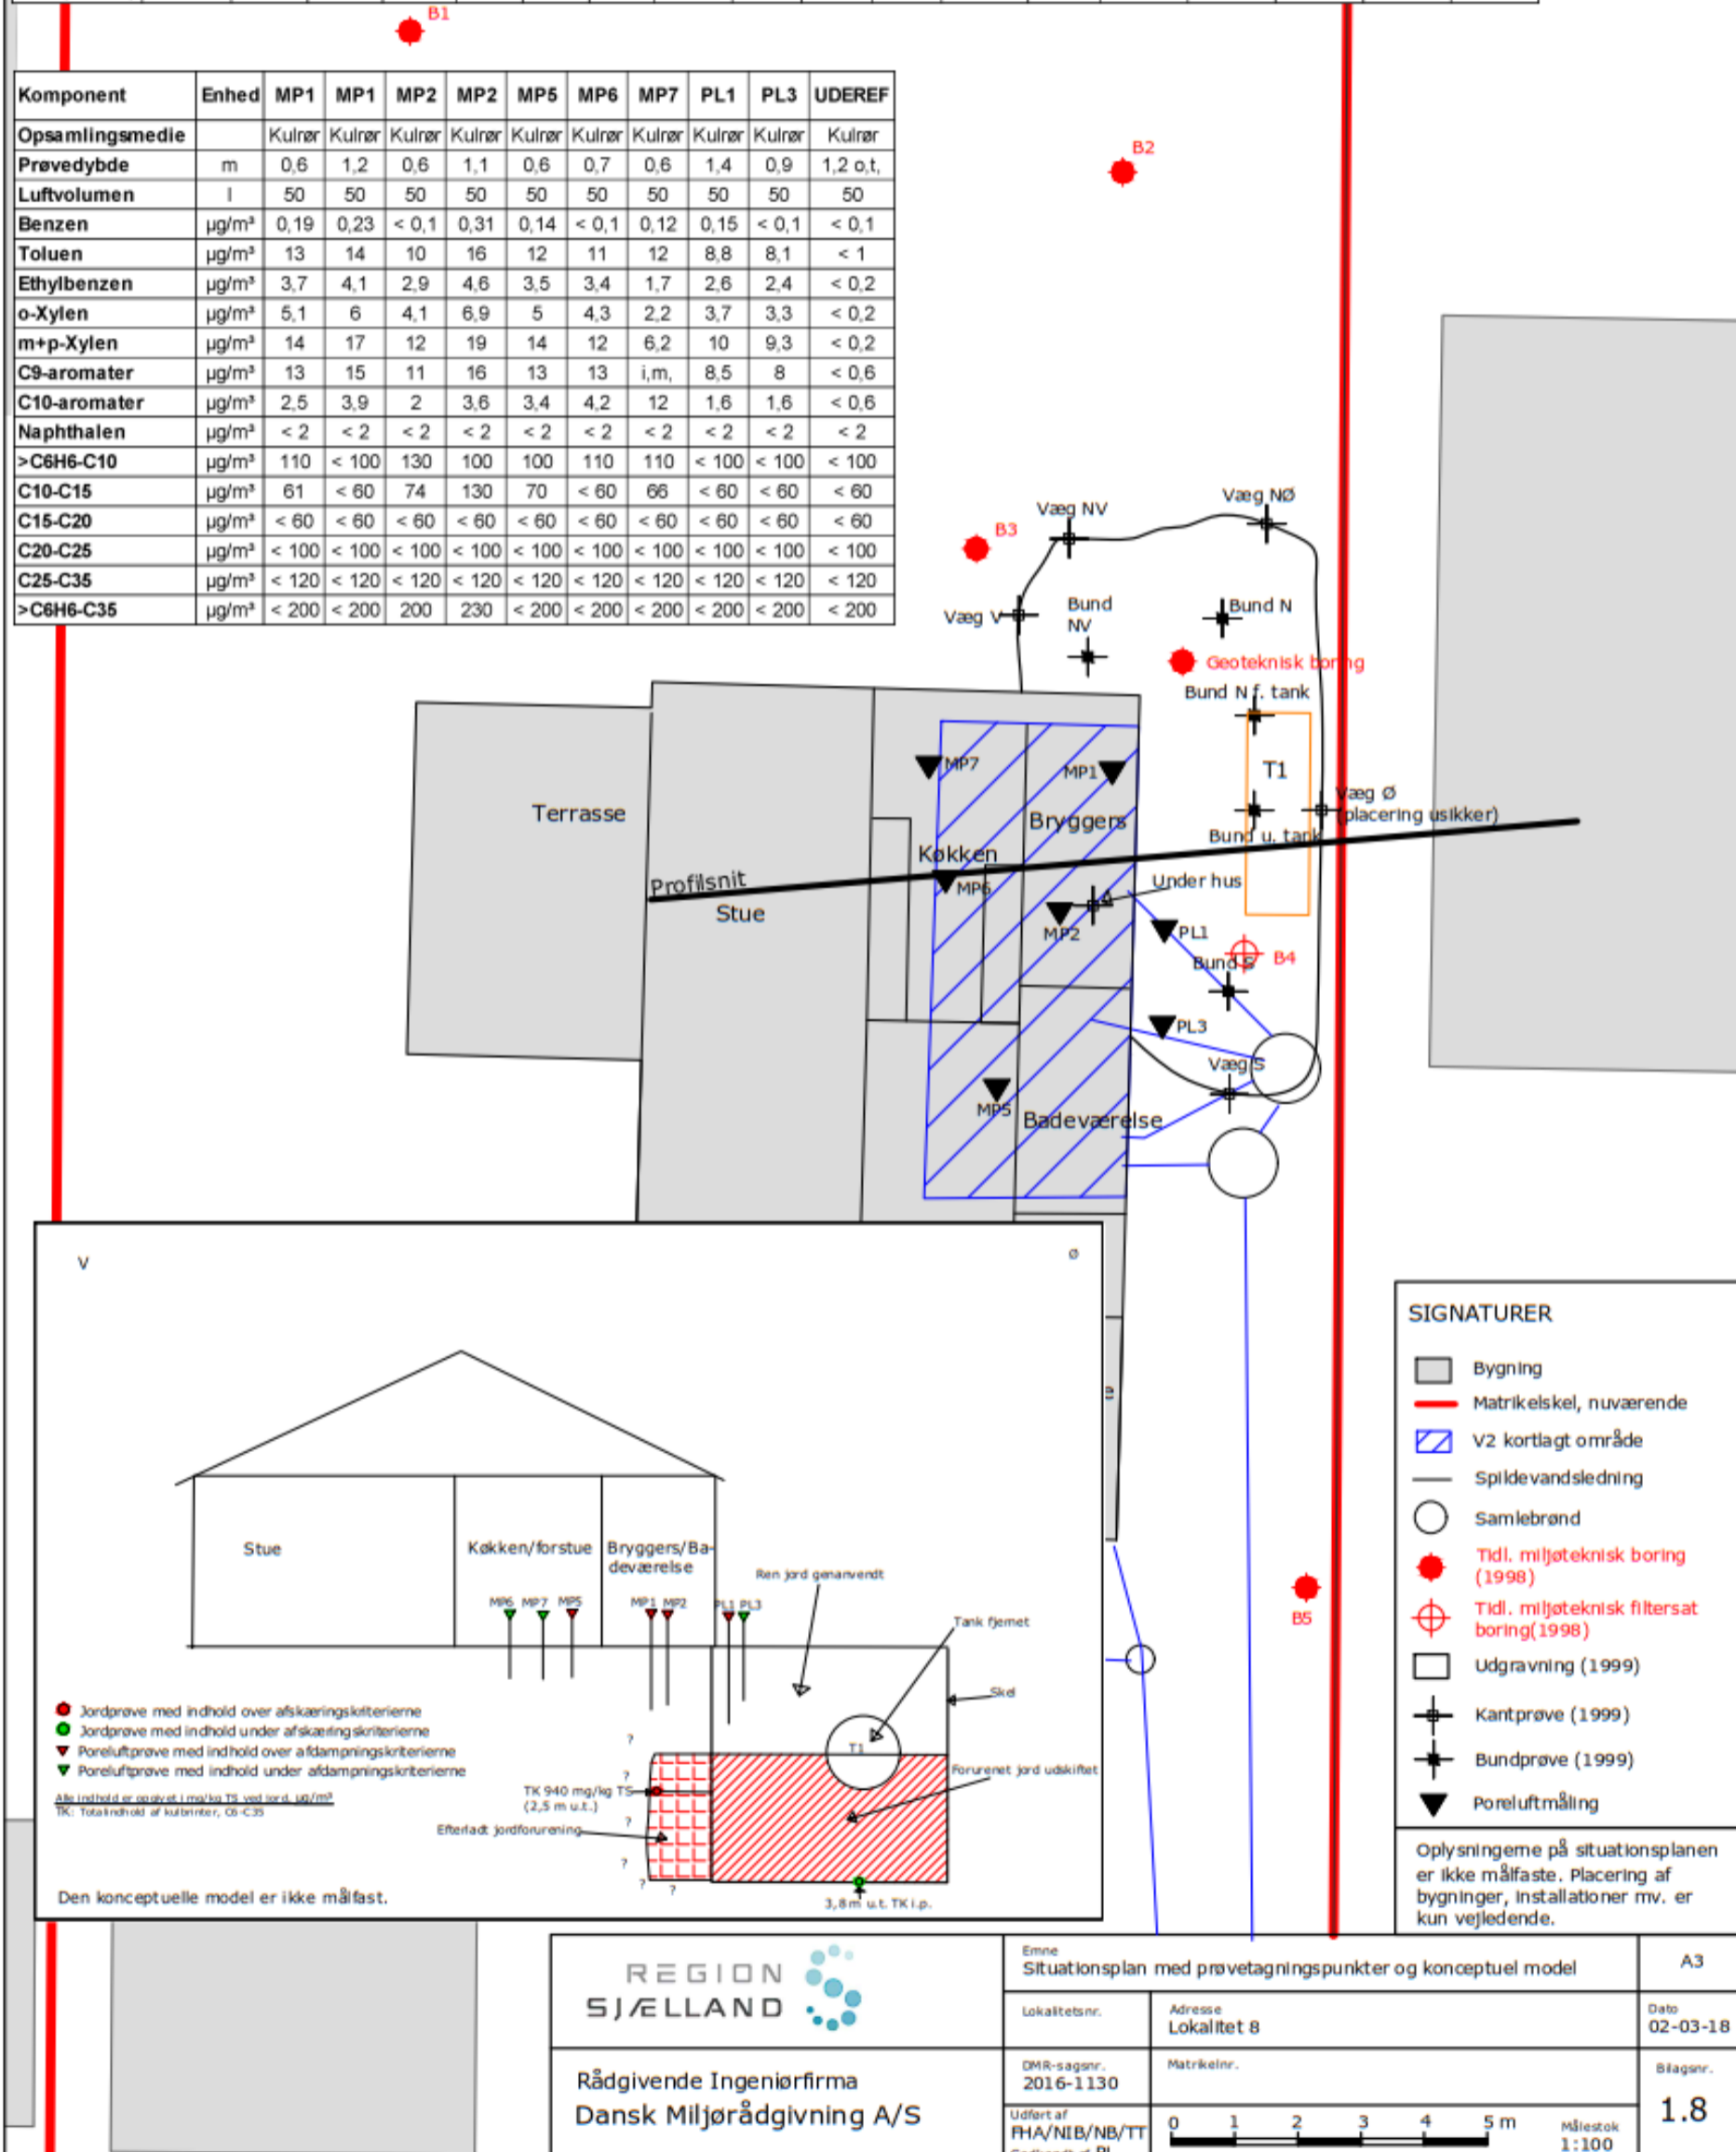 B1
Komponent Enhed MP1 MP1 MP2 MP2 MP5 MP6 MP7 PL1 PL3 UDEREF
Opsamlingsmedie Kulrør Kulrør Kulrør Kulrør Kulrør Kulrør Kulrør Kulrør Kulrør Kulrør
Prøvedybde m 0,6 1,2 0,6 1,1 0,6 0,7 0,6 1,4 0,9 1,2 o,t,
Luftvolumen l 50 50 50 50 50 50 50 50 50 50
Benzen µg/m³ 0,19 0,23 < 0,1 0,31 0,14 < 0,1 0,12 0,15 < 0,1 < 0,1
Toluen µg/m³ 13 14 10 16 12 11 12 8,8 8,1 < 1
Ethylbenzen µg/m³ 3,7 4,1 2,9 4,6 3,5 3,4 1,7 2,6 2,4 < 0,2
o-Xylen µg/m³ 5,1 6 4,1 6,9 5 4,3 2,2 3,7 3,3 < 0,2
m+p-Xylen µg/m³ 14 17 12 19 14 12 6,2 10 9,3 < 0,2
C9-aromater µg/m³ 13 15 11 16 13 13 i,m, 8,5 8 < 0,6
C10-aromater µg/m³ 2,5 3,9 2 3,6 3,4 4,2 12 1,6 1,6 < 0,6
Naphthalen µg/m³ < 2 < 2 < 2 < 2 < 2 < 2 < 2 < 2 < 2 < 2
>C6H6-C10 µg/m³ 110 < 100 130 100 100 110 110 < 100 < 100 < 100
C10-C15 µg/m³ 61 < 60 74 130 70 < 60 66 < 60 < 60 < 60
C15-C20 µg/m³ < 60 < 60 < 60 < 60 < 60 < 60 < 60 < 60 < 60 < 60
C20-C25 µg/m³ < 100 < 100 < 100 < 100 < 100 < 100 < 100 < 100 < 100 < 100
C25-C35 µg/m³ < 120 < 120 < 120 < 120 < 120 < 120 < 120 < 120 < 120 < 120
>C6H6-C35 µg/m³ < 200 < 200 200 230 < 200 < 200 < 200 < 200 < 200 < 200
B2
Væg NØ
Væg NV
B3
Væg V
Bund
NV
Bund N
Geoteknisk boring
Bund N f. tank
MP7
MP1
T1
Væg Ø
(placering usikker)
Terrasse
Bryggers
Bund u. tank
Køkken
Profilsnit
MP6
Under hus
Stue
MP2
PL1
Bund S
B4
PL3
Væg S
MP5
Badeværelse
V
Ø
Stue
Køkken/forstue
Bryggers/Ba-
deværelse
Ren jord genanvendt
MP6 MP7 MP5 MP1 MP2 PL1 PL3
Tank fjernet
Skel
Jordprøve med indhold over afskæringskriterierne
Jordprøve med indhold under afskæringskriterierne
Poreluftprøve med indhold over afdampningskriterierne
Poreluftprøve med indhold under afdampningskriterierne
Alle indhold er opgivet i mg/kg TS ved jord, µg/m³
TK: Totalindhold af kulbrinter, C6-C35
?
?
?
?
?
?
T1
Forurenet jord udskiftet
TK 940 mg/kg TS
(2,5 m u.t.)
Efterladt jordforurening
3,8m u.t. TK i.p.
Den konceptuelle model er ikke målfast.
B5
SIGNATURER
Bygning
Matrikelskel, nuværende
V2 kortlagt område
Spildevandsledning
Samlebrønd
Tidl. miljøteknisk boring
(1998)
Tidl. miljøteknisk filtersat
boring(1998)
Udgravning (1999)
Kantprøve (1999)
Bundprøve (1999)
Poreluftmåling
Oplysningerne på situationsplanen
er ikke målfaste. Placering af
bygninger, installationer mv. er
kun vejledende.
REGION
SJÆLLAND
Rådgivende Ingeniørfirma
Dansk Miljørådgivning A/S
Emne
Situationsplan med prøvetagningspunkter og konceptuel model
A3
Lokalitetsnr.
Adresse
Lokalitet 8
Dato
02-03-18
DMR-sagsnr.
2016-1130
Matrikelnr.
Bilagsnr.
1.8
Udført af
FHA/NIB/NB/TT
0 1 2 3 4 5 m
Målestok
1:100